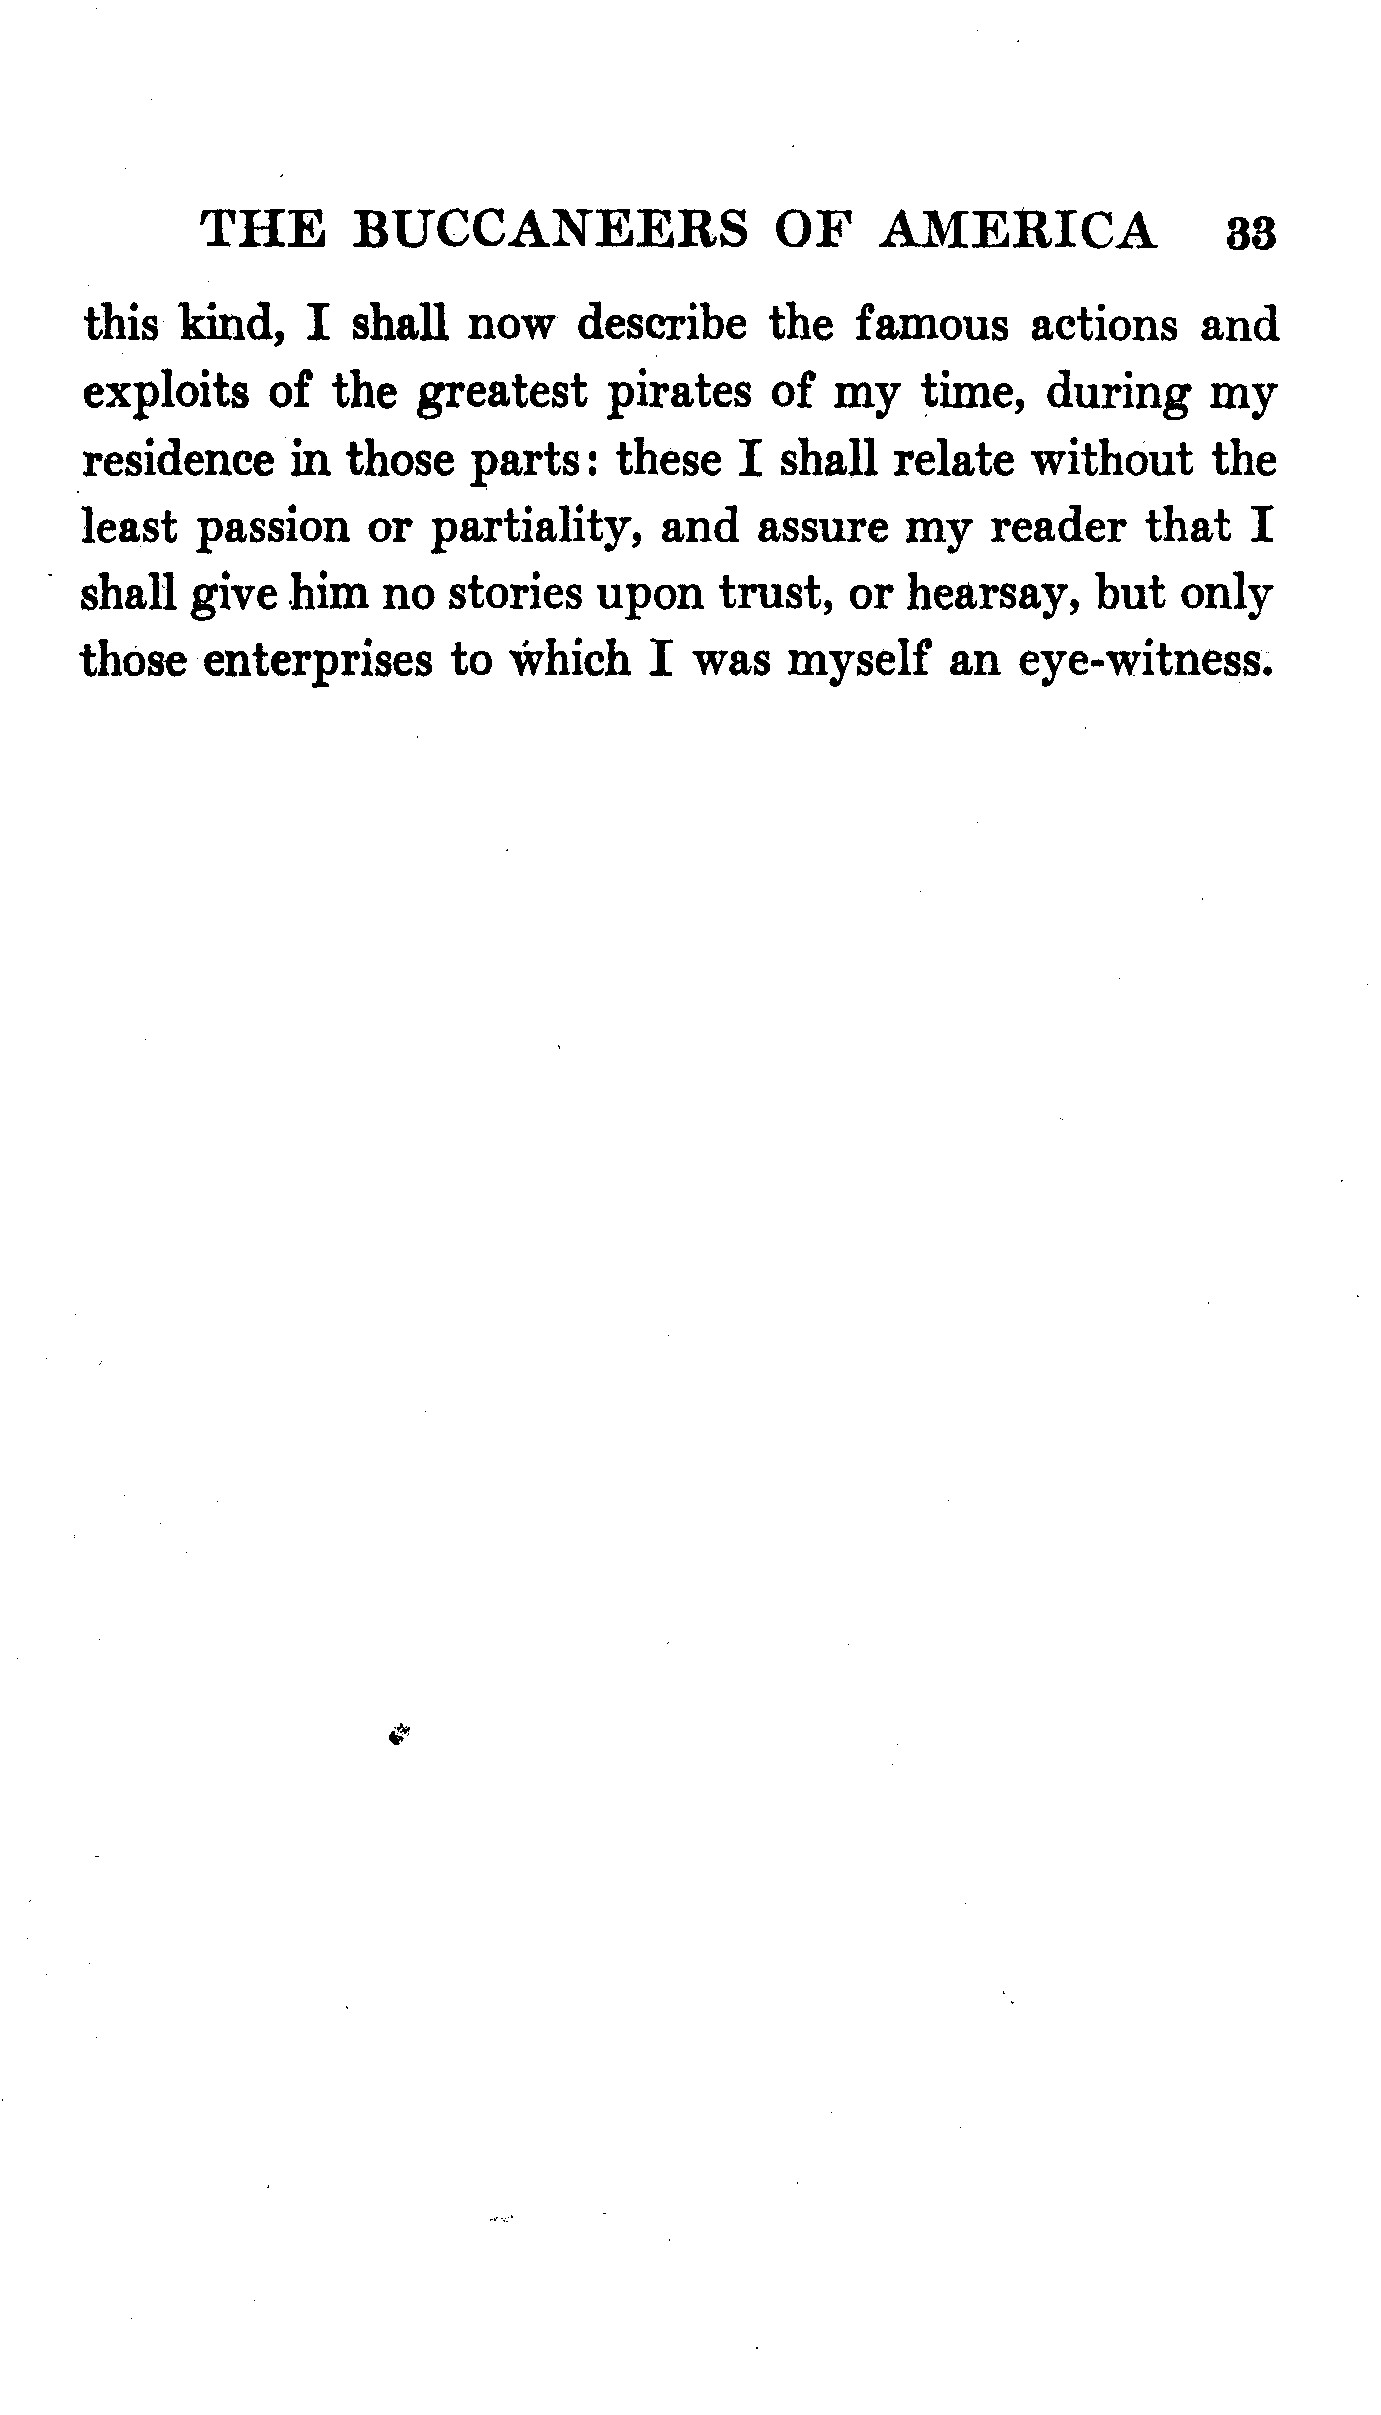 THE BUCCANEERS OF AMERICA 33
this kind, I shall now describe the famous actions and
exploits of the greatest pirates of my time, during my
residence in those parts: these I shall relate without the
least passion or partiality, and assure my reader that I
shall give him no stories upon trust, or hearsay, but only
those enterprises to which I was myself an eye-witness.